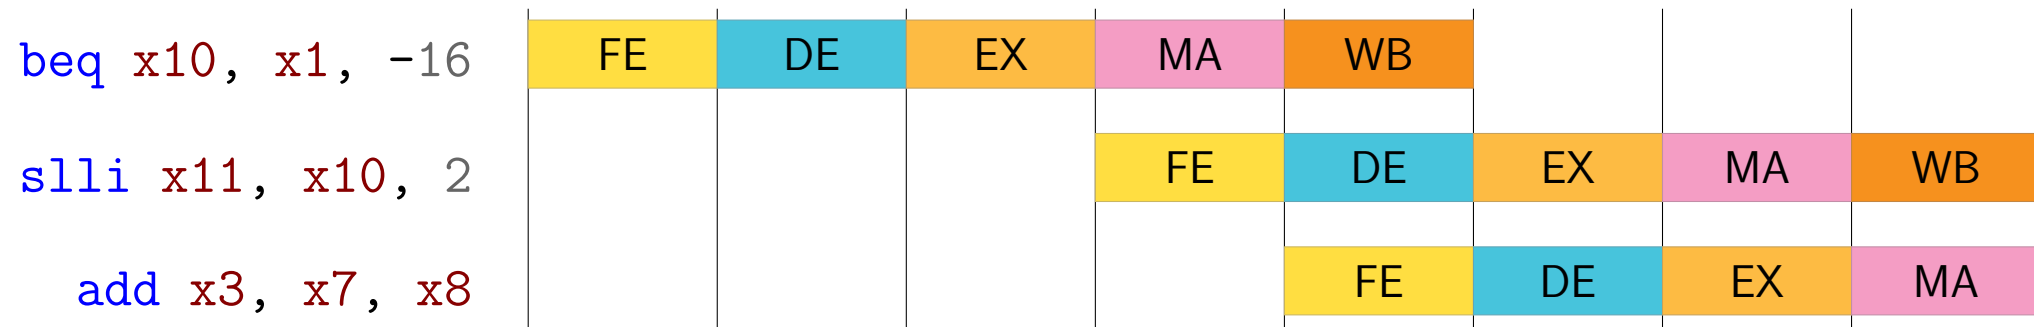 beq x10, x1, -16 FE DE EX MA WB
slli x11, x10, 2 FE DE EX MA WB
add x3, x7, x8 FE DE EX MA